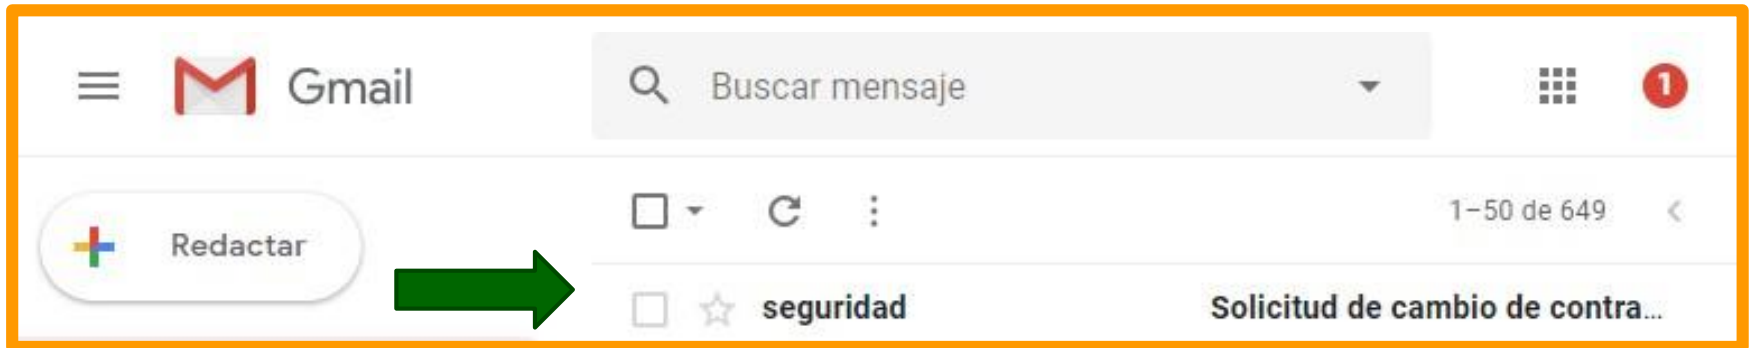 Gmail
Buscar mensaje
1
Redactar
1–50 de 649
seguridad Solicitud de cambio de contra...